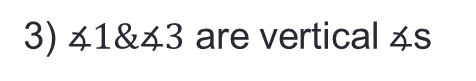 3) ∡1&∡3 are vertical ∡s